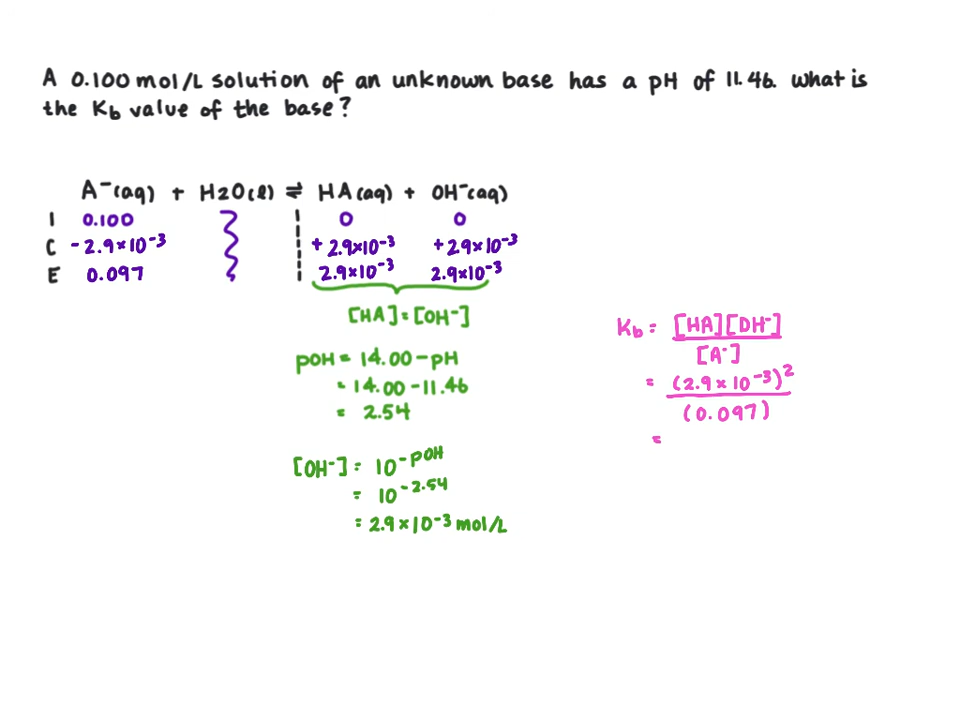 A 0.100 mol/L solution of an unknown base has a pH of 11.46. What is
the Kb value of the base?
A⁻(aq) + H2O(l) ⇌ HA(aq) + OH⁻(aq)
I 0.100 0 0
C -2.9×10⁻³ +2.9×10⁻³ +2.9×10⁻³
E 0.097 2.9×10⁻³ 2.9×10⁻³
[HA]=[OH⁻]
Kb = [HA][OH⁻]
[A⁻]
pOH = 14.00-pH
= 14.00-11.46
= 2.54
= (2.9×10⁻³)²
(0.097)
=
[OH⁻] = 10^-pOH
= 10^-2.54
= 2.9×10⁻³ mol/L